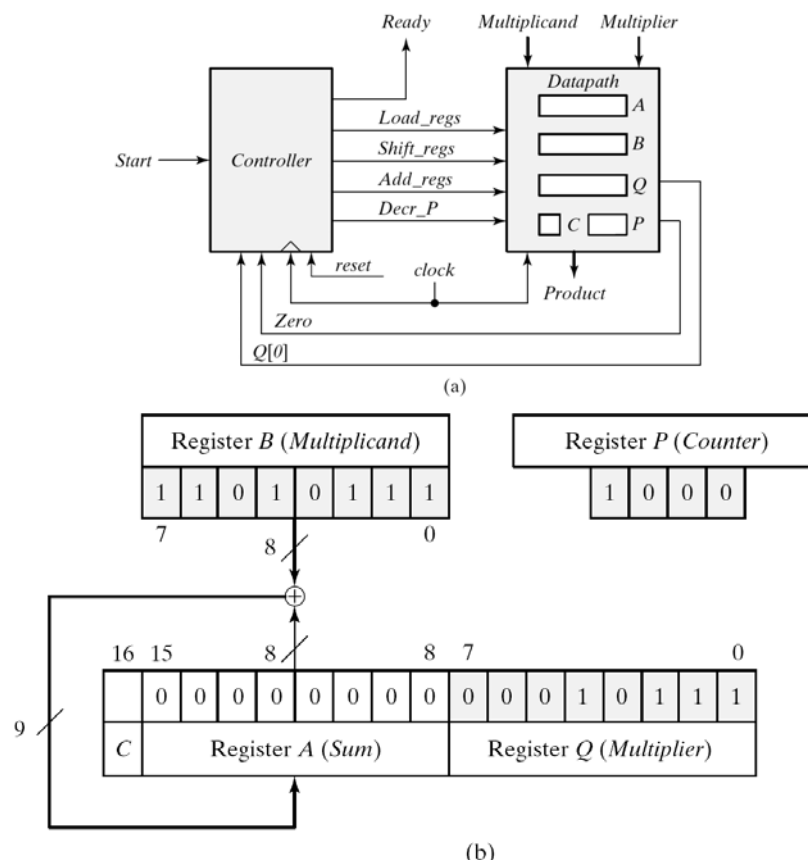 Ready
Multiplicand Multiplier
Datapath
A
Load_regs
B
Shift_regs
Start
Controller
Add_regs
Q
Decr_P
C
P
reset
clock
Product
Zero
Q[0]
(a)
Register B (Multiplicand)
Register P (Counter)
1 1 0 1 0 1 1 1
1 0 0 0
7 8 0
+
16 15 8 8 7 0
0 0 0 0 0 0 0 0 0 0 0 1 0 1 1 1
9
C Register A (Sum) Register Q (Multiplier)
(b)